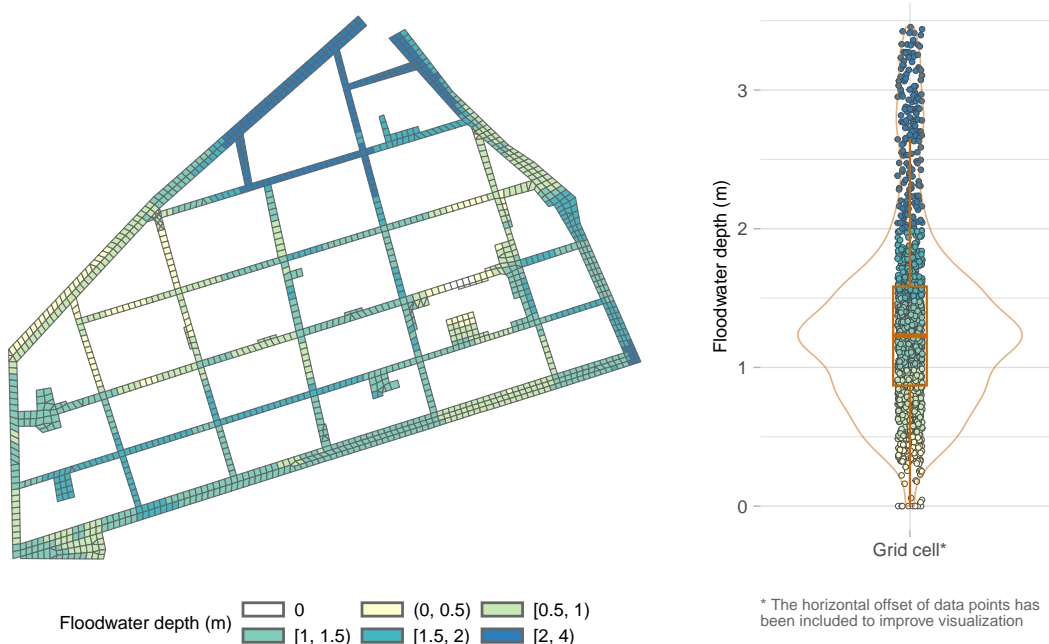 3
2
1
0
Floodwater depth (m)
Grid cell*
* The horizontal offset of data points has
been included to improve visualization
Floodwater depth (m)
0
(0, 0.5)
[0.5, 1)
[1, 1.5)
[1.5, 2)
[2, 4)